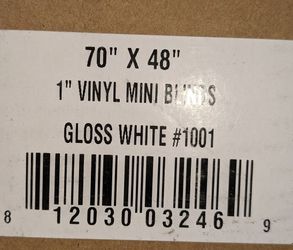 70" X 48"
1" VINYL MINI BLINDS
GLOSS WHITE #1001
8 12030 03246 9